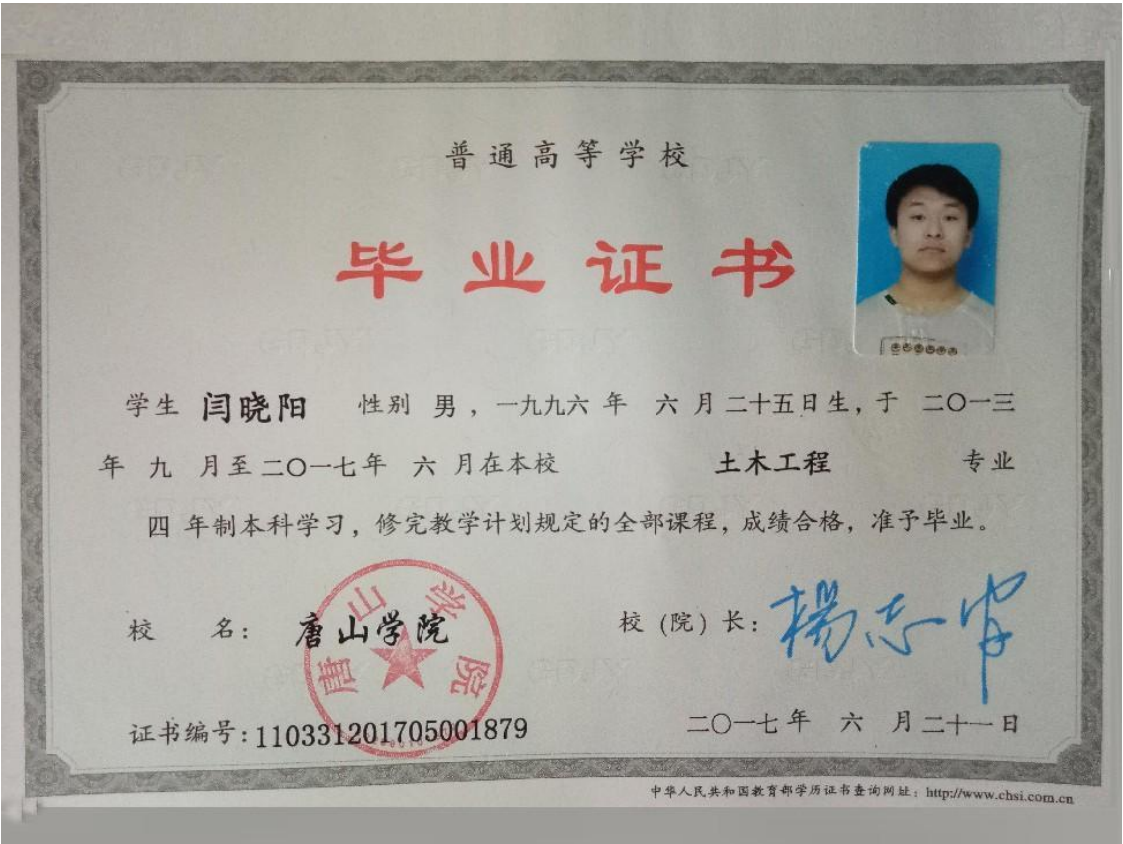 普通高等学校
毕业证书
学生 闫晓阳 性别 男，一九九六 年 六 月 二十五日生，于 二〇一三
年 九 月至二〇一七年 六 月在本校 土木工程 专业
四 年制本科学习，修完教学计划规定的全部课程，成绩合格，准予毕业。
校 名：唐山学院 校（院）长：
唐山学院
证书编号：110331201705001879 二〇一七年 六 月二十一日
中华人民共和国教育部学历证书查询网址：http://www.chsi.com.cn